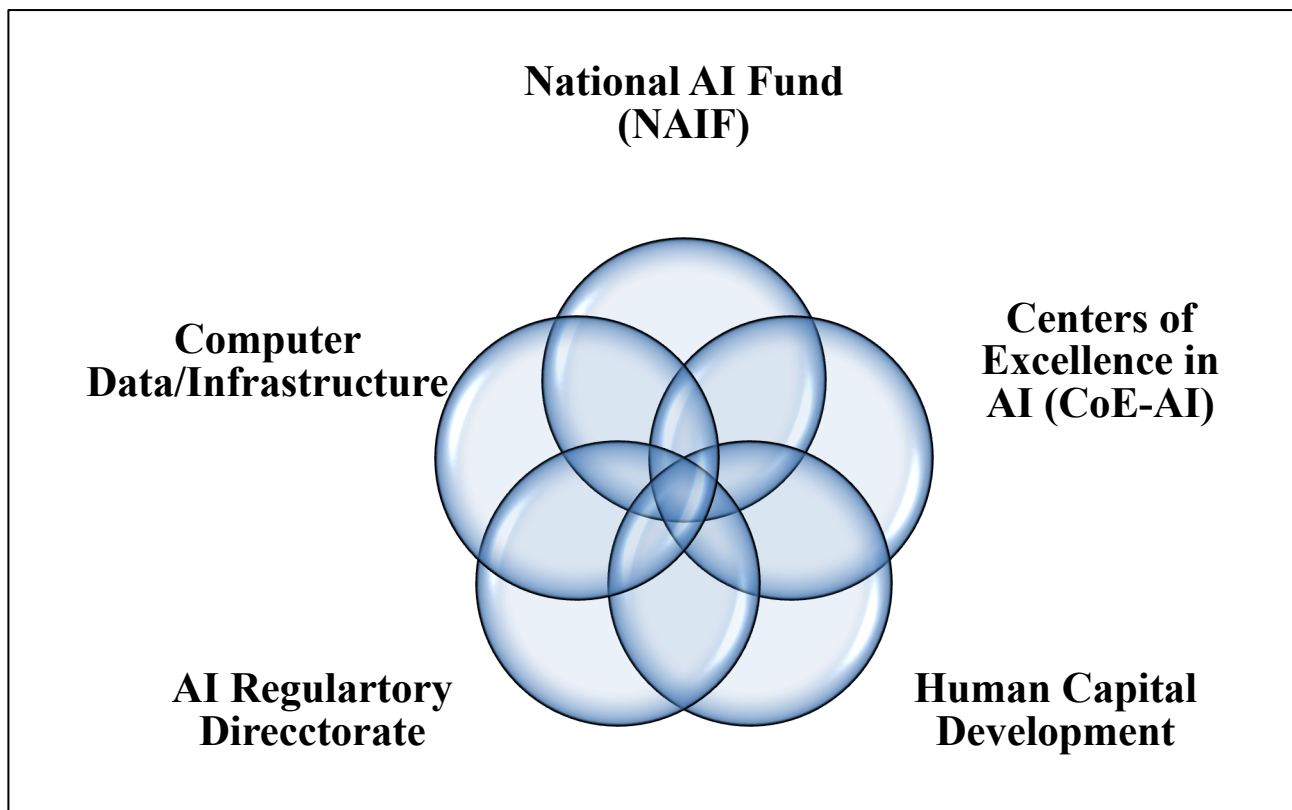 National AI Fund
(NAIF)
Centers of
Excellence in
AI (CoE-AI)
Human Capital
Development
AI Regulartory
Direcctorate
Computer
Data/Infrastructure